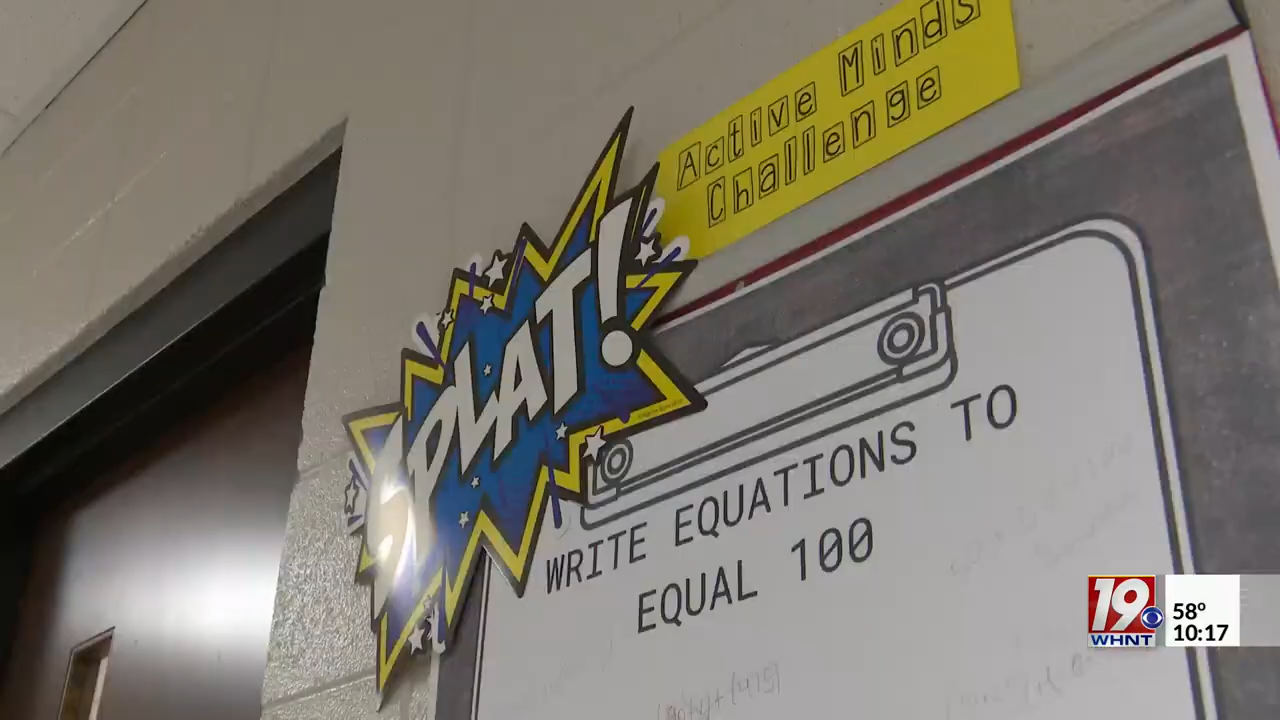 Active Minds
Challenge
SPLAT!
WRITE EQUATIONS TO
EQUAL 100
19
WHNT
58°
10:17